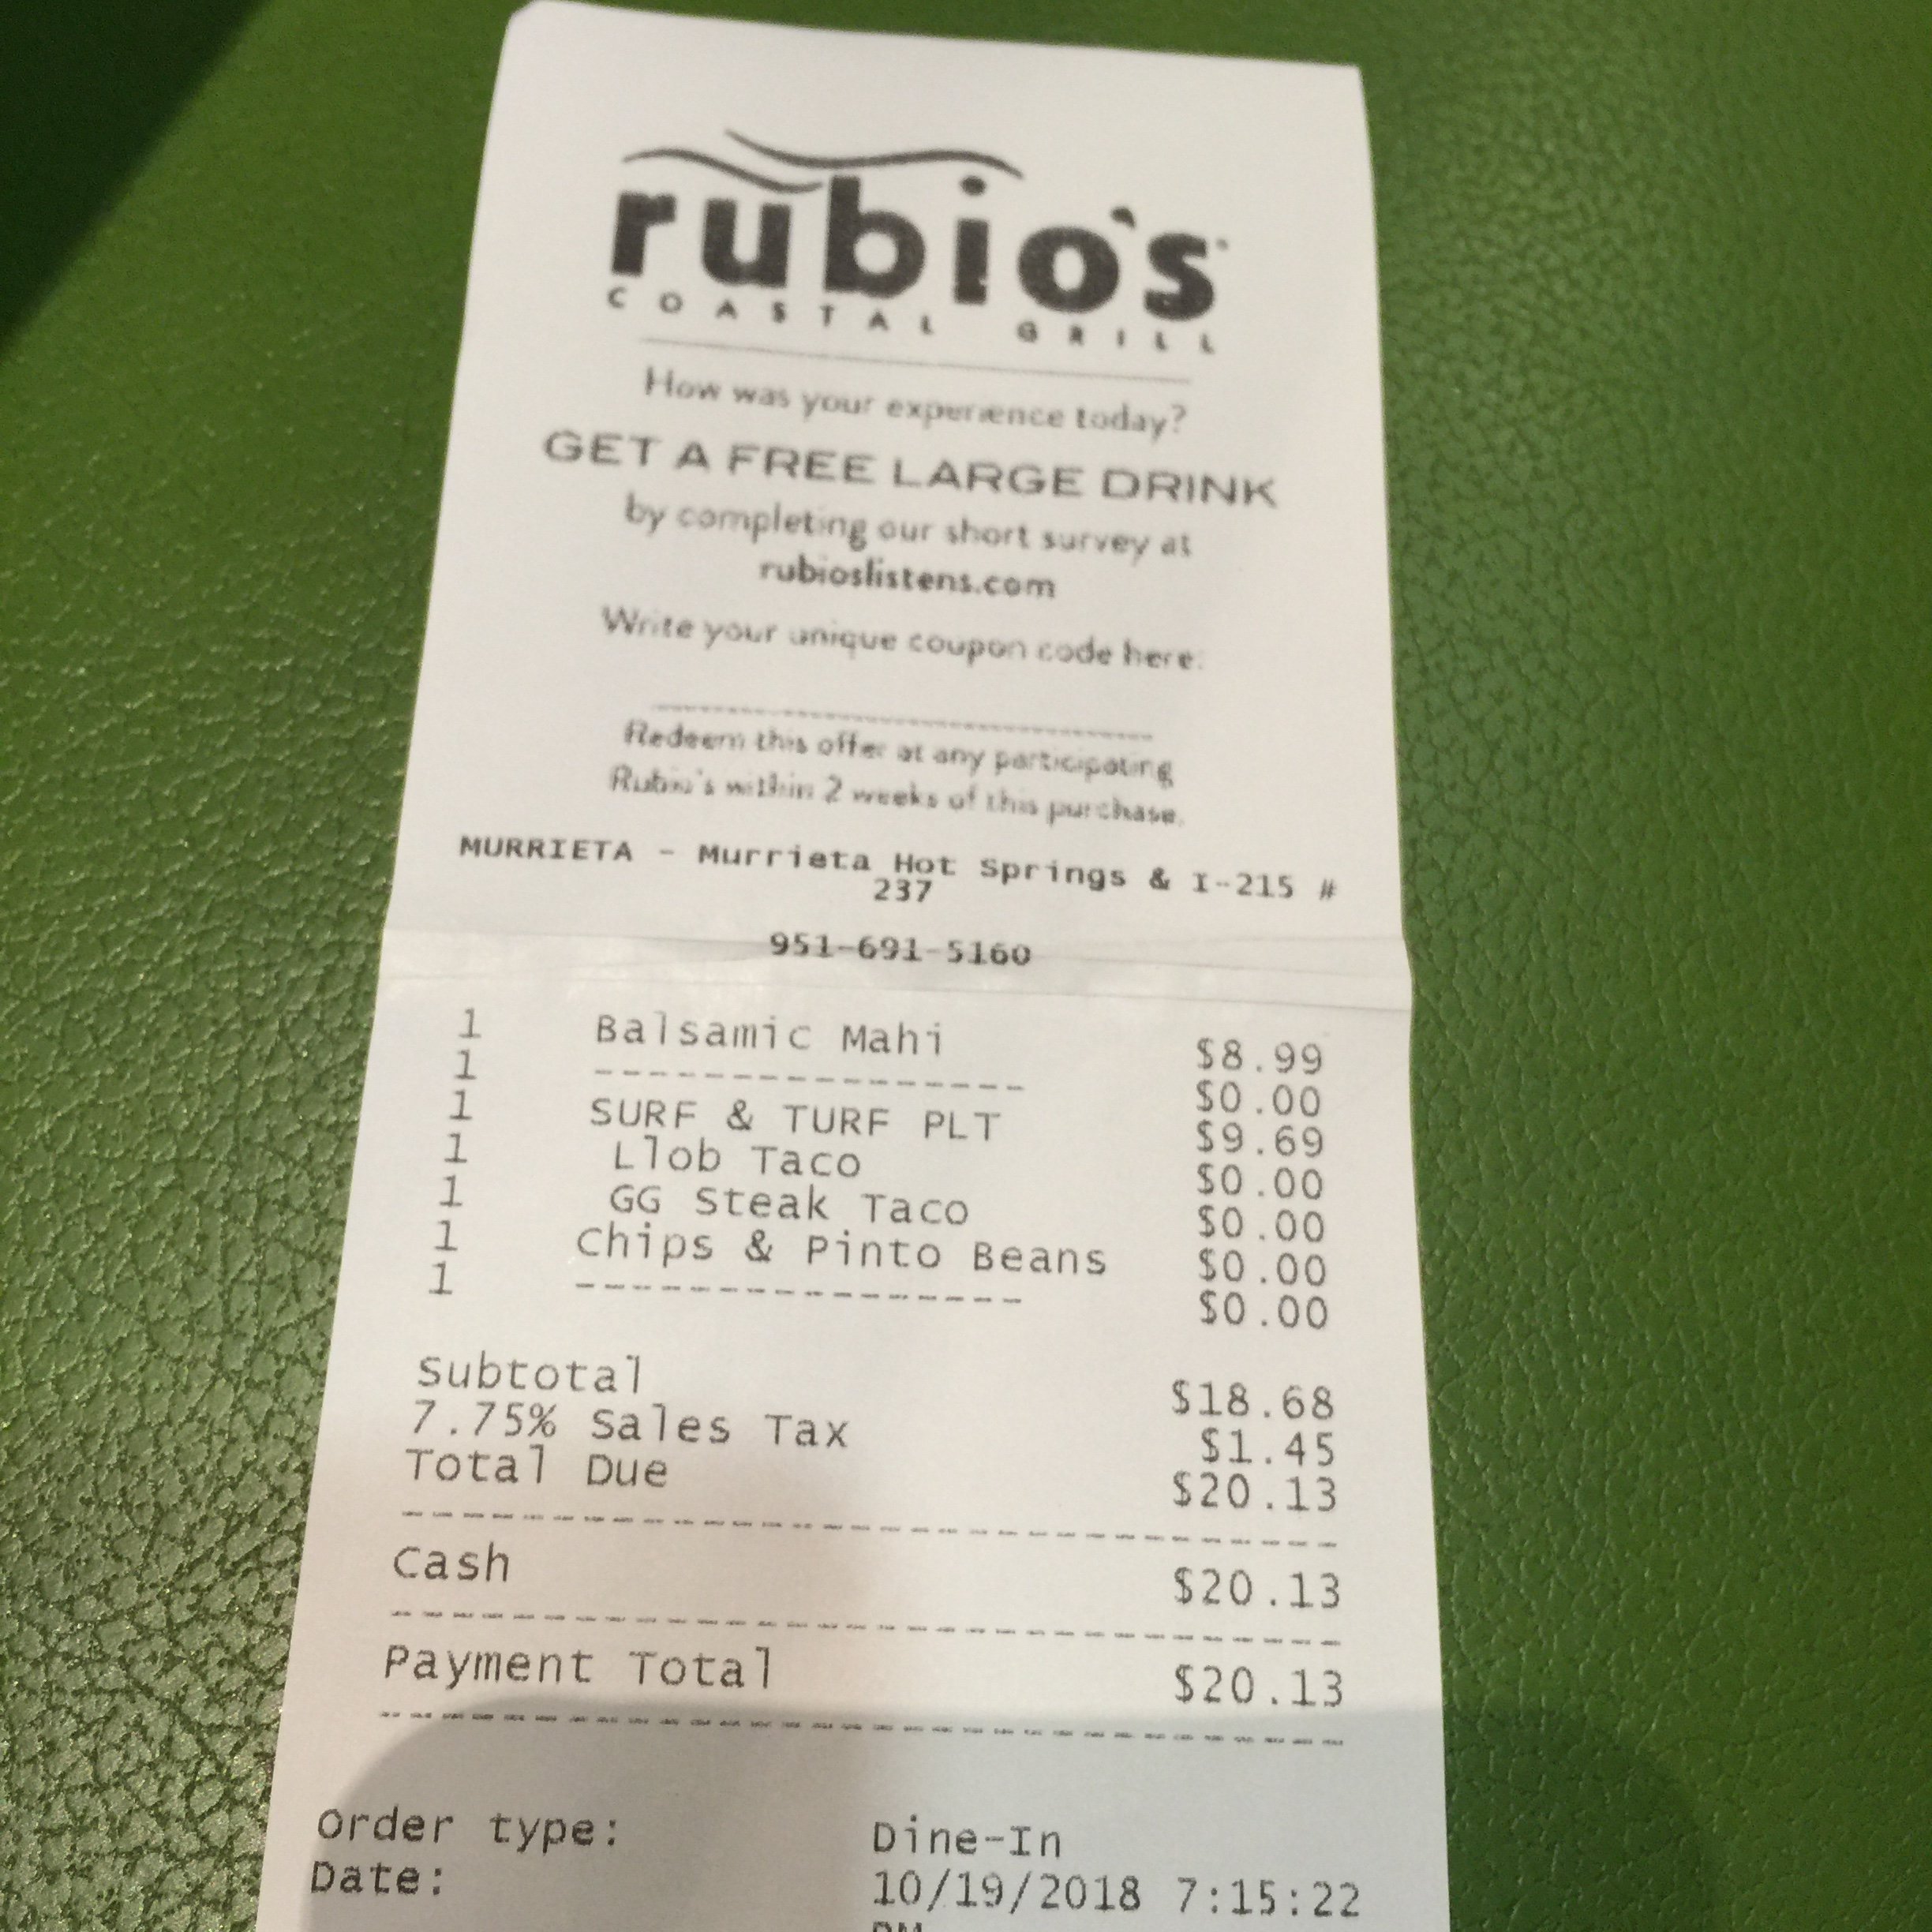 rubio's
COASTAL GRILL
How was your experience today?
GET A FREE LARGE DRINK
by completing our short survey at
rubioslistens.com
Write your unique coupon code here:
Redeem this offer at any participating
Rubio's within 2 weeks of this purchase.
MURRIETA - Murrieta Hot Springs & I-215 #
237
951-691-5160
1 Balsamic Mahi $8.99
1 ---------------- $0.00
1 SURF & TURF PLT $9.69
1 Llob Taco $0.00
1 GG Steak Taco $0.00
1 Chips & Pinto Beans $0.00
1 ----------------- $0.00
Subtotal $18.68
7.75% Sales Tax $1.45
Total Due $20.13
Cash $20.13
Payment Total $20.13
Order type: Dine-In
Date: 10/19/2018 7:15:22
PM